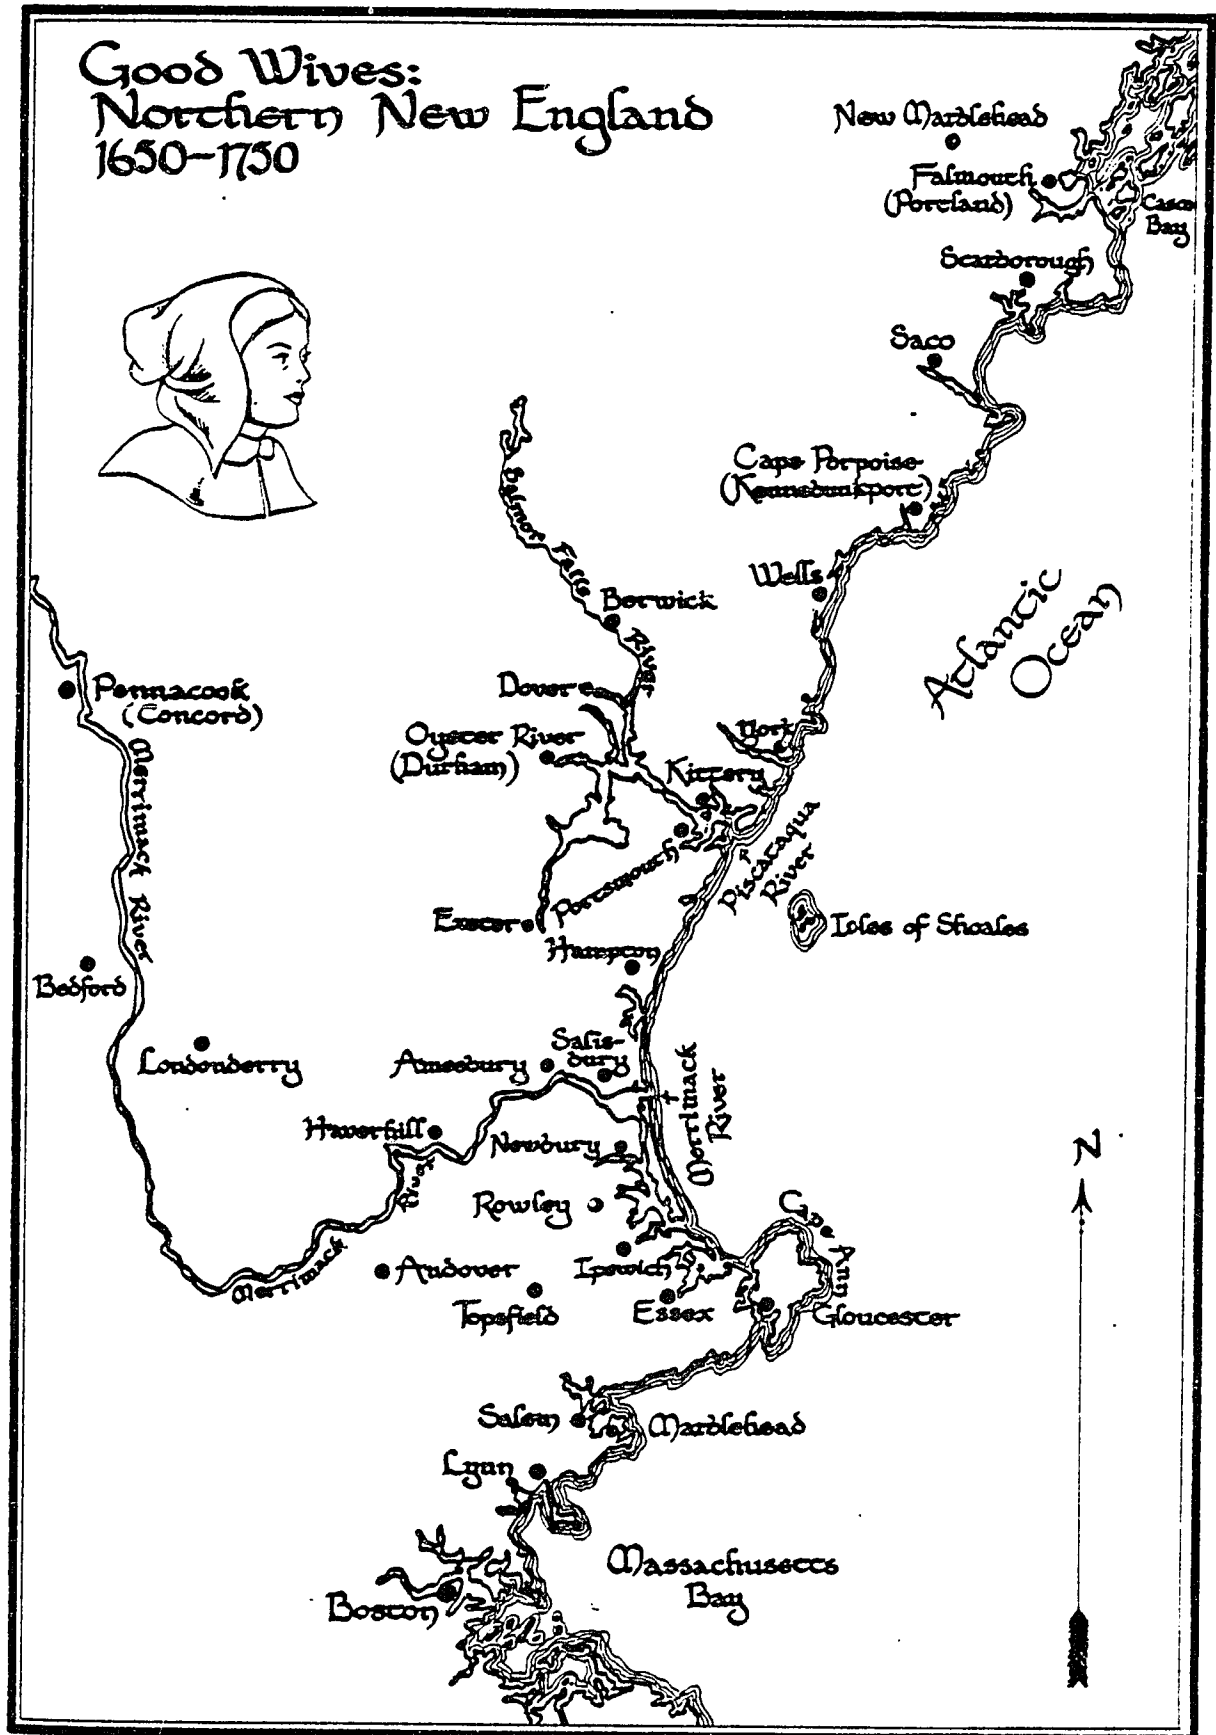 Good Wives:
Northern New England
1650–1750
New Marblehead
Falmouth
(Portland)
Casco
Bay
Scarborough
Saco
Cape Porpoise
(Kennebunkport)
Salmon Falls River
Wells
Berwick
Atlantic
Ocean
Pennacook
(Concord)
Dover
Oyster River
(Durham)
York
Kittery
Merrimack River
Portsmouth
Piscataqua
River
Exeter
Isles of Shoales
Hampton
Bedford
Londonderry
Amesbury
Salis-
bury
Merrimack
River
Haverhill
Newbury
Rowley
N
Cape Ann
Merrimack River
Andover
Ipswich
Topsfield
Essex
Gloucester
Salem
Marblehead
Lynn
Massachusetts
Bay
Boston